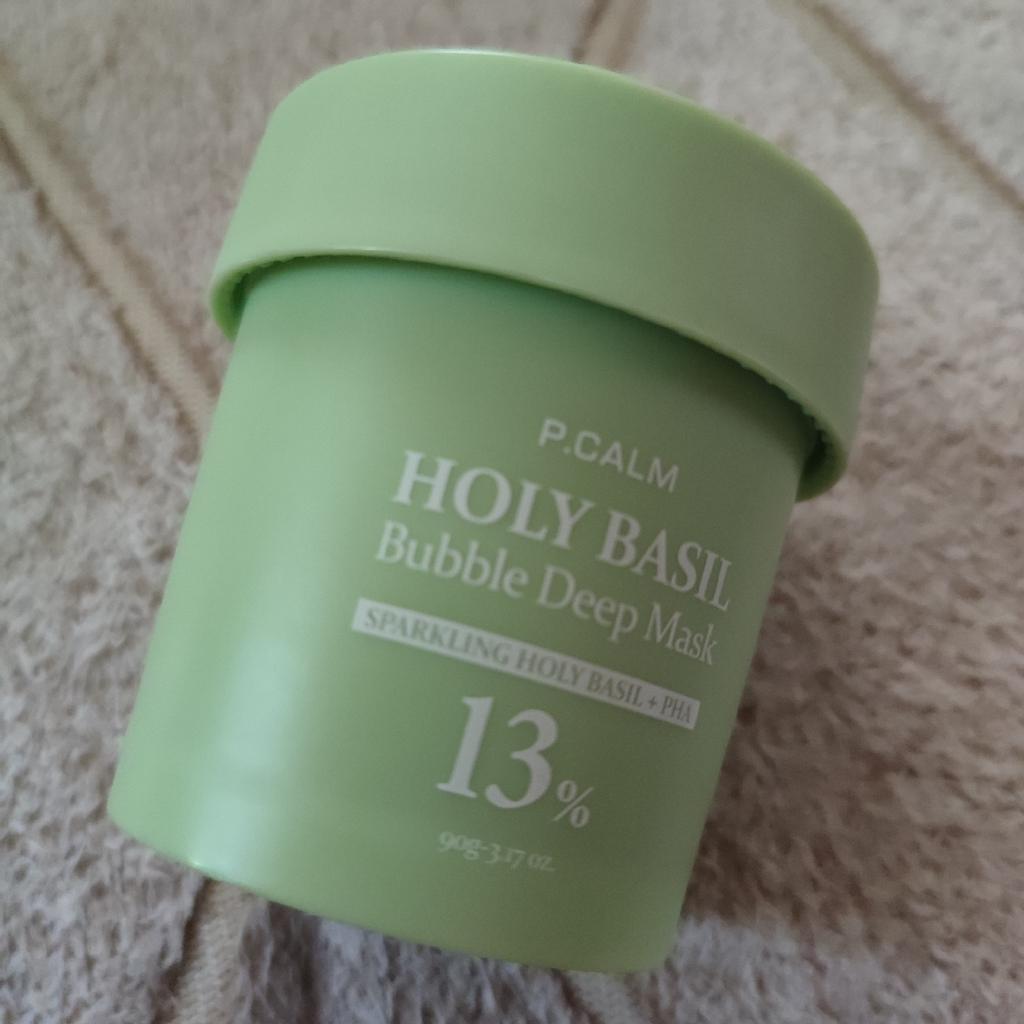 P.CALM
HOLY BASIL
Bubble Deep Mask
SPARKLING HOLY BASIL + PHA
13%
90g-3.17 oz.